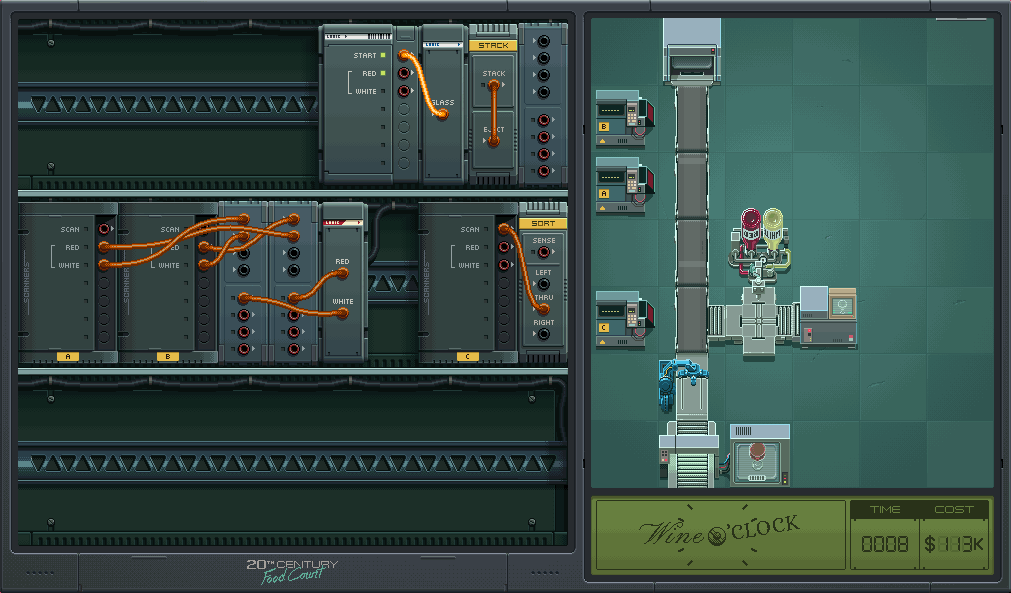 LOGIC
LOGIC
STACK
START
RED
WHITE
GLASS
STACK
EJECT
B
A
SCAN
RED
WHITE
SCANNERS
SCAN
RED
WHITE
SCANNERS
LOGIC
RED
WHITE
SCAN
RED
WHITE
SCANNERS
SORT
SENSE
LEFT
THRU
RIGHT
A
B
C
C
Wine O'CLOCK
TIME
COST
0008
$113K
20TH CENTURY
Food Court